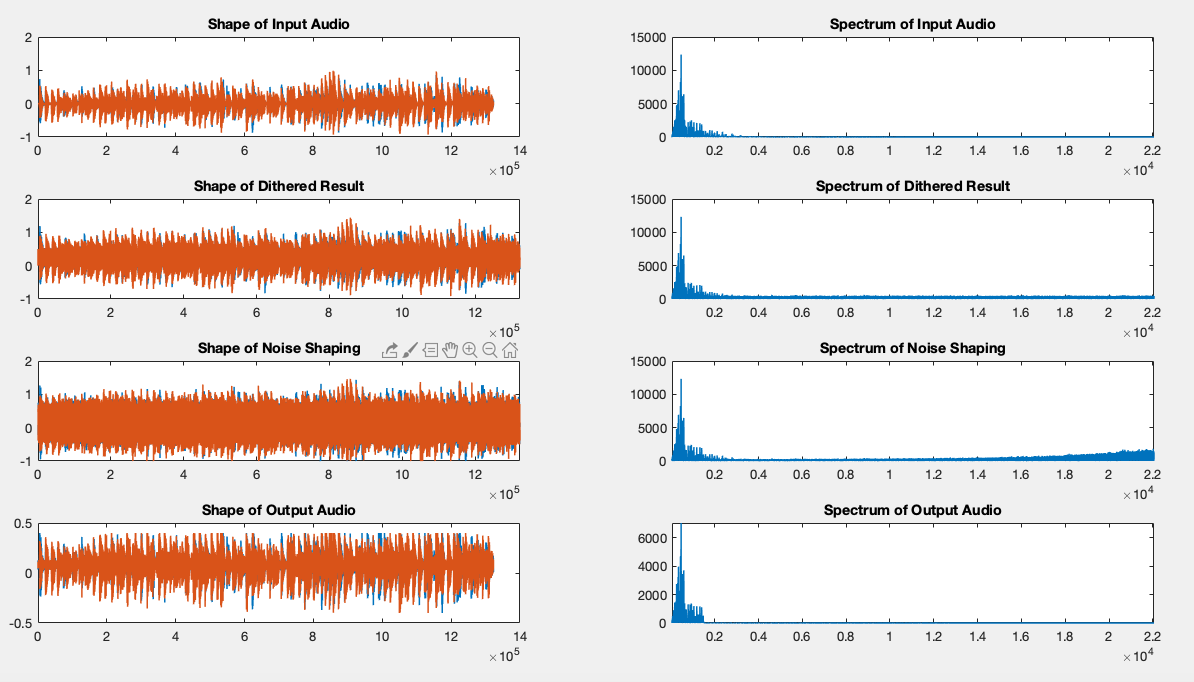 Shape of Input Audio
2
1
0
-1
0 2 4 6 8 10 12 14
×10^5
Spectrum of Input Audio
15000
10000
5000
0
0.2 0.4 0.6 0.8 1 1.2 1.4 1.6 1.8 2 2.2
×10^4
Shape of Dithered Result
2
1
0
-1
0 2 4 6 8 10 12
×10^5
Spectrum of Dithered Result
15000
10000
5000
0
0.2 0.4 0.6 0.8 1 1.2 1.4 1.6 1.8 2 2.2
×10^4
Shape of Noise Shaping
2
1
0
-1
0 2 4 6 8 10 12
×10^5
Spectrum of Noise Shaping
15000
10000
5000
0
0.2 0.4 0.6 0.8 1 1.2 1.4 1.6 1.8 2 2.2
×10^4
Shape of Output Audio
0.5
0
-0.5
0 2 4 6 8 10 12 14
×10^5
Spectrum of Output Audio
6000
4000
2000
0
0.2 0.4 0.6 0.8 1 1.2 1.4 1.6 1.8 2 2.2
×10^4